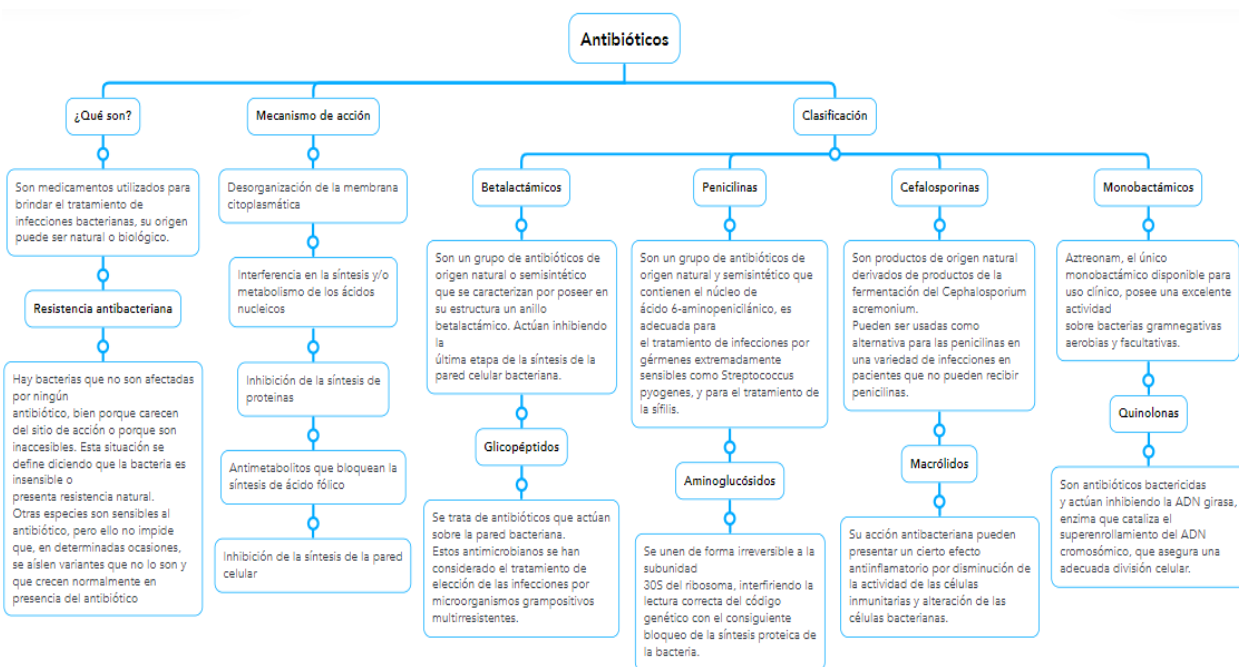 Antibióticos
¿Qué son?
Son medicamentos utilizados para
brindar el tratamiento de
infecciones bacterianas, su origen
puede ser natural o biológico.
Resistencia antibacteriana
Hay bacterias que no son afectadas
por ningún
antibiótico, bien porque carecen
del sitio de acción o porque son
inaccesibles. Esta situación se
define diciendo que la bacteria es
insensible o
presenta resistencia natural.
Otras especies son sensibles al
antibiótico, pero ello no impide
que, en determinadas ocasiones,
se aíslen variantes que no lo son y
que crecen normalmente en
presencia del antibiótico
Mecanismo de acción
Desorganización de la membrana
citoplasmática
Interferencia en la síntesis y/o
metabolismo de los ácidos
nucleicos
Inhibición de la síntesis de
proteinas
Antimetabolitos que bloquean la
síntesis de ácido fólico
Inhibición de la síntesis de la pared
celular
Clasificación
Betalactámicos
Son un grupo de antibióticos de
origen natural o semisintético
que se caracterizan por poseer en
su estructura un anillo
betalactámico. Actúan inhibiendo
la
última etapa de la síntesis de la
pared celular bacteriana.
Glicopéptidos
Se trata de antibióticos que actúan
sobre la pared bacteriana.
Estos antimicrobianos se han
considerado el tratamiento de
elección de las infecciones por
microorganismos grampositivos
multirresistentes.
Penicilinas
Son un grupo de antibióticos de
origen natural y semisintético que
contienen el núcleo de
ácido 6-aminopenicilánico, es
adecuada para
el tratamiento de infecciones por
gérmenes extremadamente
sensibles como Streptococcus
pyogenes, y para el tratamiento de
la sífilis.
Aminoglucósidos
Se unen de forma irreversible a la
subunidad
30S del ribosoma, interfiriendo la
lectura correcta del código
genético con el consiguiente
bloqueo de la síntesis proteica de
la bacteria.
Cefalosporinas
Son productos de origen natural
derivados de productos de la
fermentación del Cephalosporium
acremonium.
Pueden ser usadas como
alternativa para las penicilinas en
una variedad de infecciones en
pacientes que no pueden recibir
penicilinas.
Macrólidos
Su acción antibacteriana pueden
presentar un cierto efecto
antiinflamatorio por disminución de
la actividad de las células
inmunitarias y alteración de las
células bacterianas.
Monobactámicos
Aztreonam, el único
monobactámico disponible para
uso clínico, posee una excelente
actividad
sobre bacterias gramnegativas
aerobias y facultativas.
Quinolonas
Son antibióticos bactericidas
y actúan inhibiendo la ADN girasa,
enzima que cataliza el
superenrollamiento del ADN
cromosómico, que asegura una
adecuada división celular.